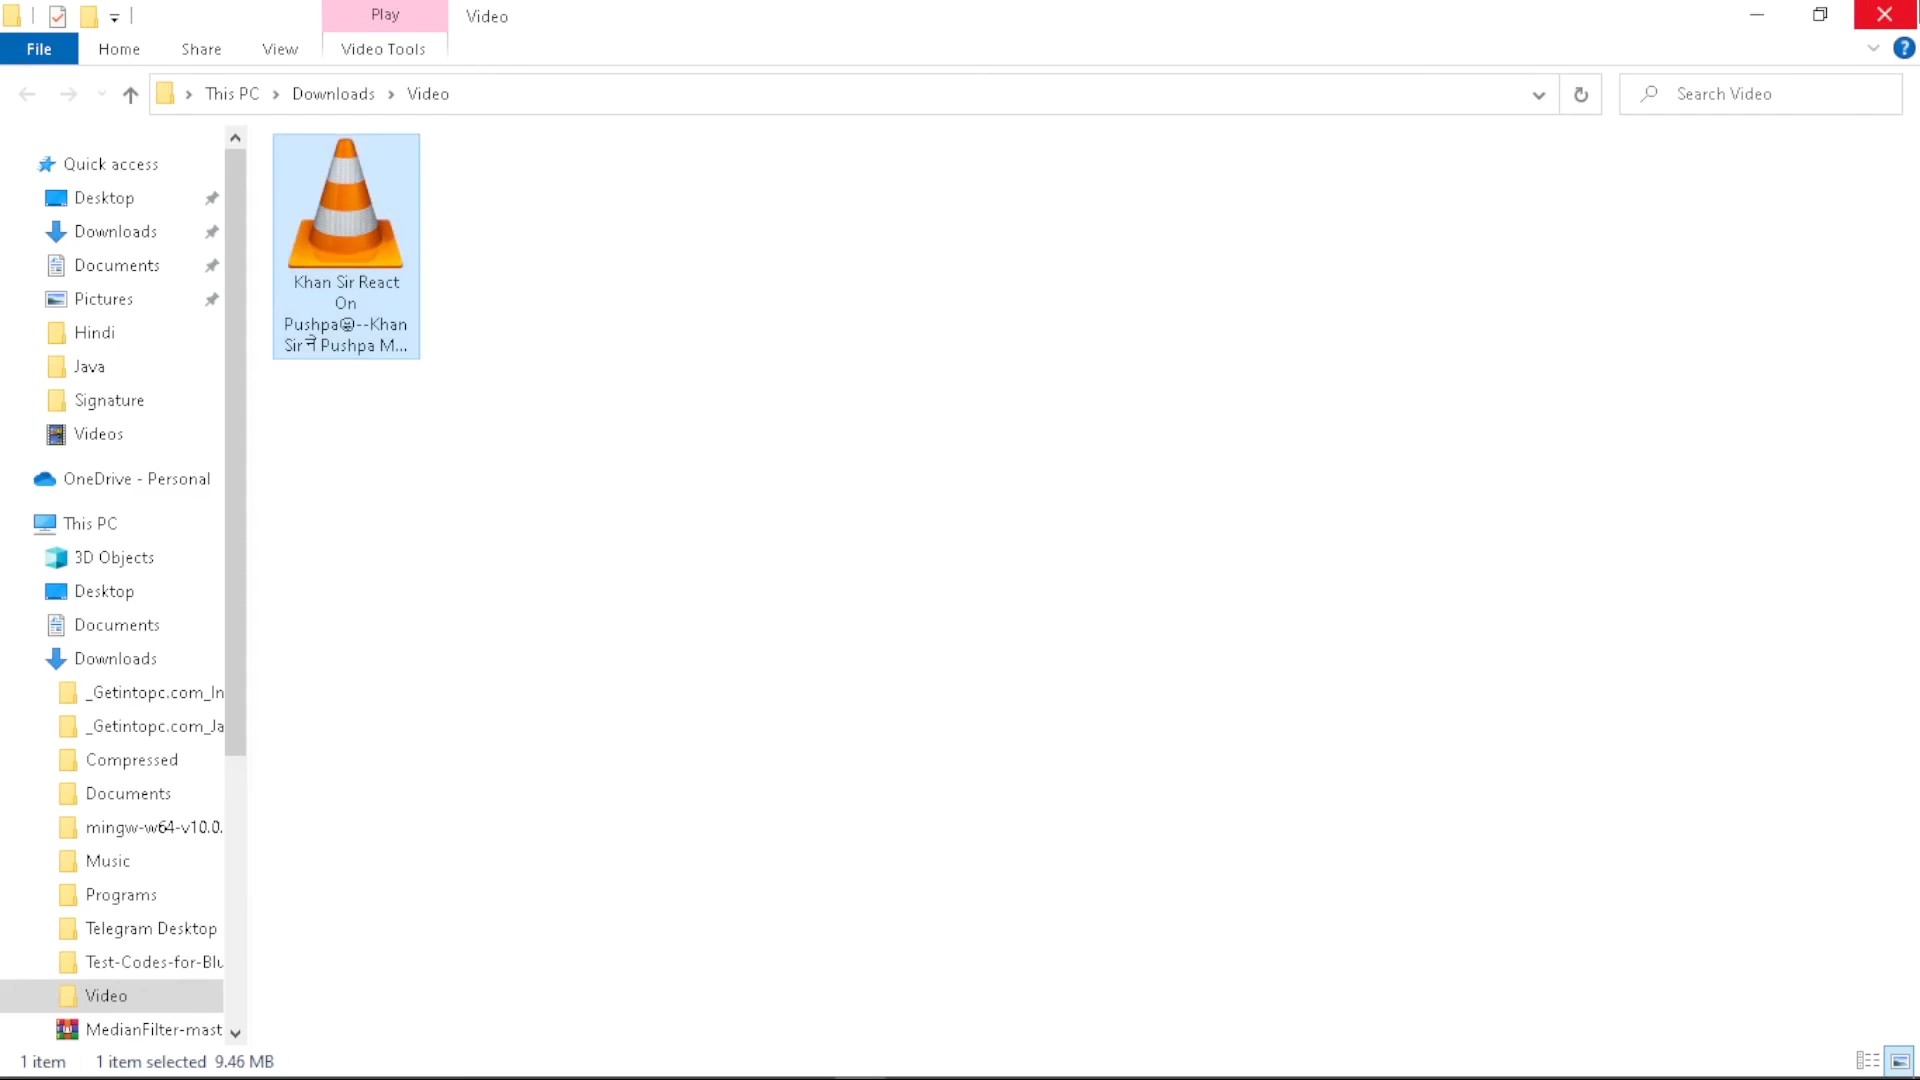 Play
Video
File
Home
Share
View
Video Tools
This PC
Downloads
Video
Search Video
Quick access
Desktop
Downloads
Documents
Pictures
Hindi
Java
Signature
Videos
OneDrive - Personal
This PC
3D Objects
Desktop
Documents
Downloads
_Getintopc.com_In
_Getintopc.com_Ja
Compressed
Documents
mingw-w64-v10.0.
Music
Programs
Telegram Desktop
Test-Codes-for-Blu
Video
MedianFilter-mast
Khan Sir React
On
Pushpa😂--Khan
Sir ने Pushpa M...
1 item
1 item selected 9.46 MB